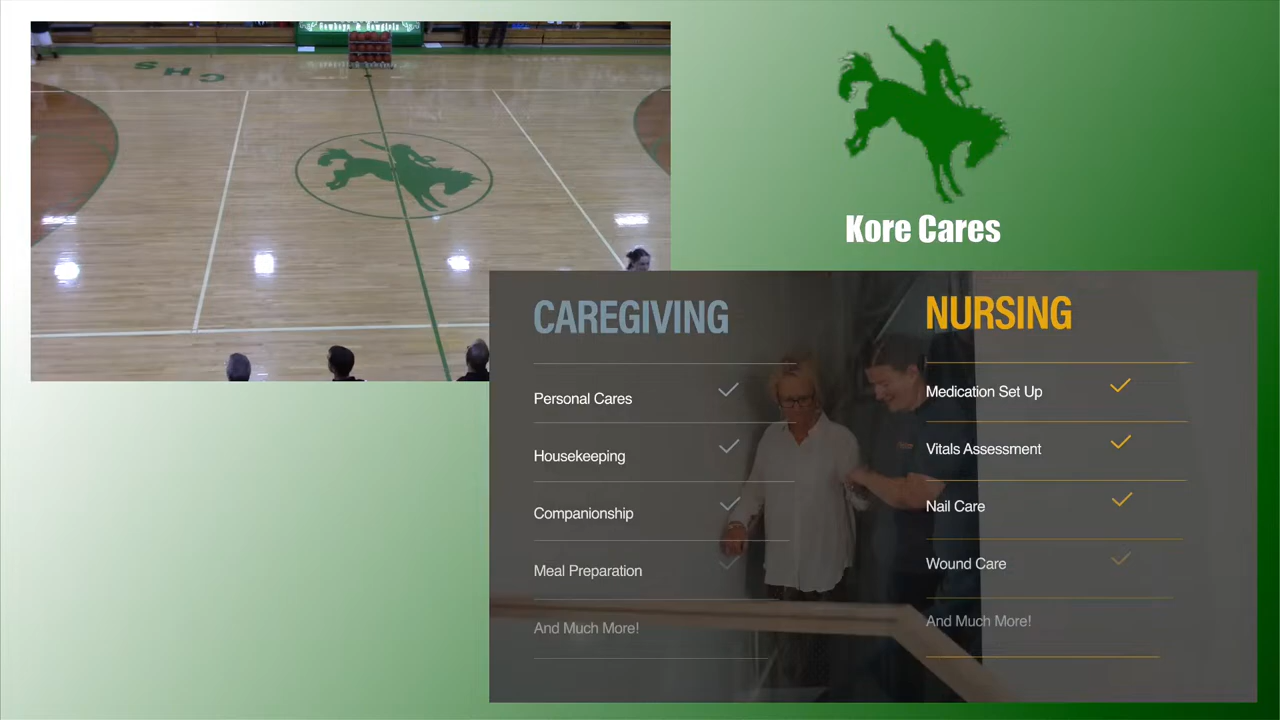 CHS
Kore Cares
CAREGIVING
Personal Cares
Housekeeping
Companionship
Meal Preparation
And Much More!
NURSING
Medication Set Up
Vitals Assessment
Nail Care
Wound Care
And Much More!